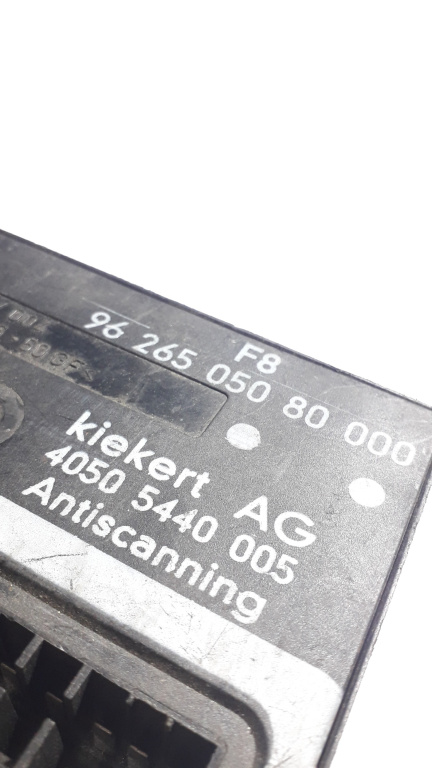 F8
96 265 050 80 000
kiekert AG
4050 5440 005
Antiscanning